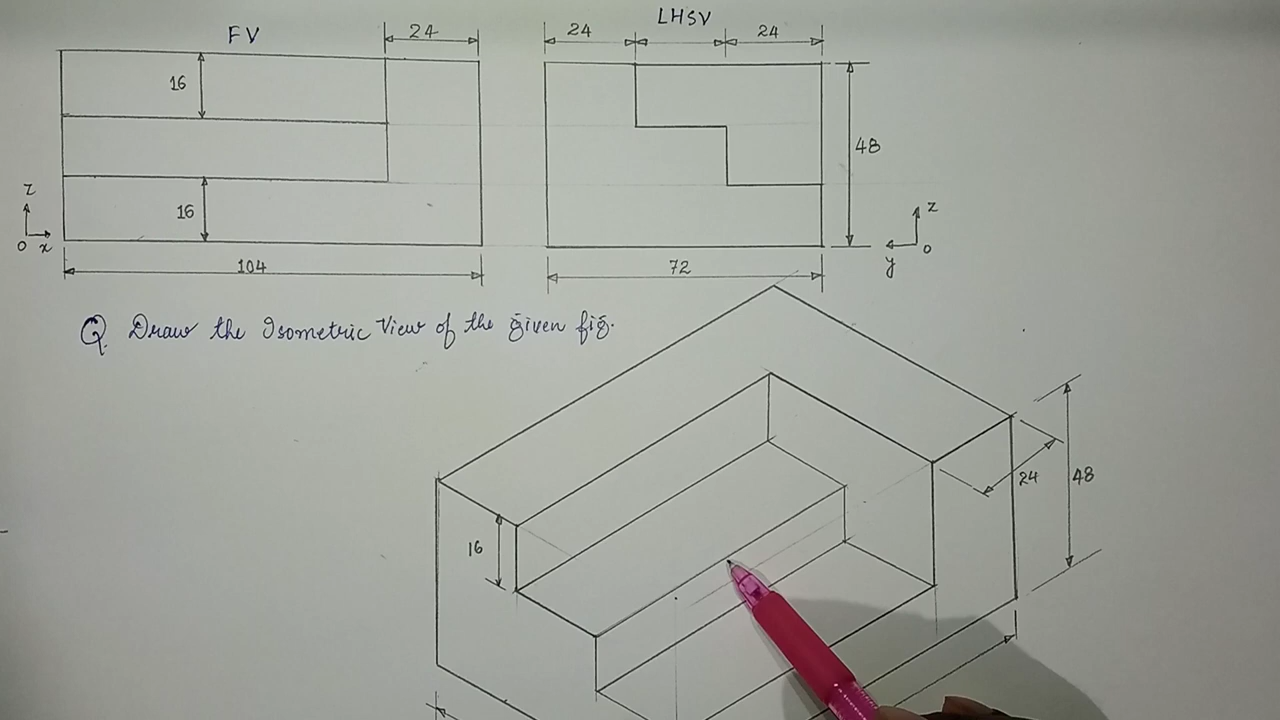 FV
24
16
16
z
o x
104
LHSV
24
24
48
z
y
o
72
Q. Draw the Isometric View of the given fig.
16
24
48